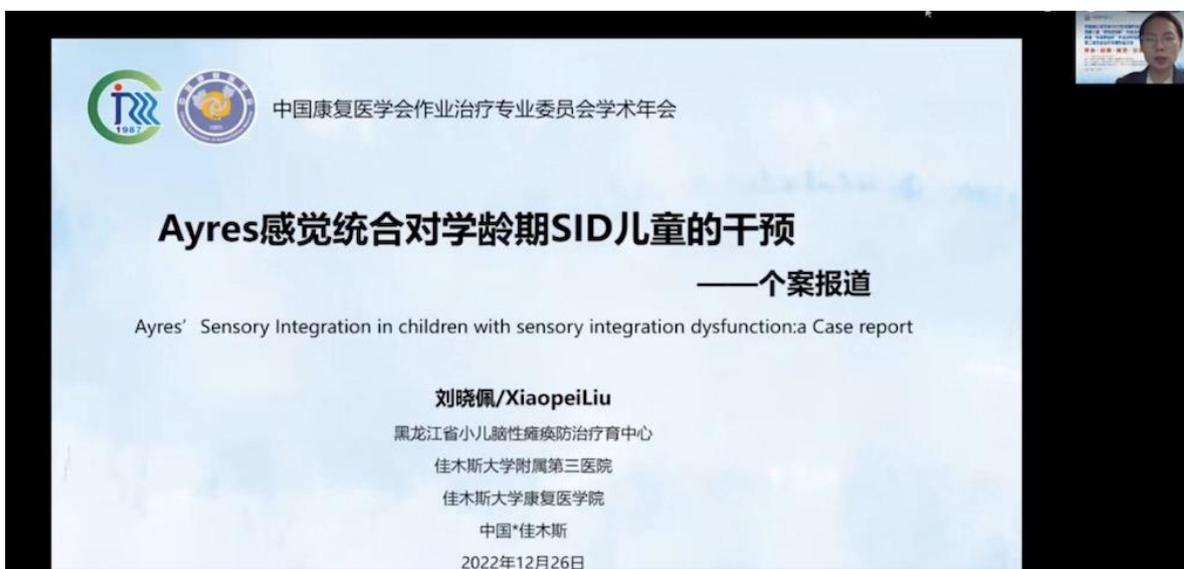 1987
中国康复医学会作业治疗专业委员会学术年会
Ayres感觉统合对学龄期SID儿童的干预
——个案报道
Ayres’ Sensory Integration in children with sensory integration dysfunction:a Case report
刘晓佩/XiaopeiLiu
黑龙江省小儿脑性瘫痪防治疗育中心
佳木斯大学附属第三医院
佳木斯大学康复医学院
中国*佳木斯
2022年12月26日